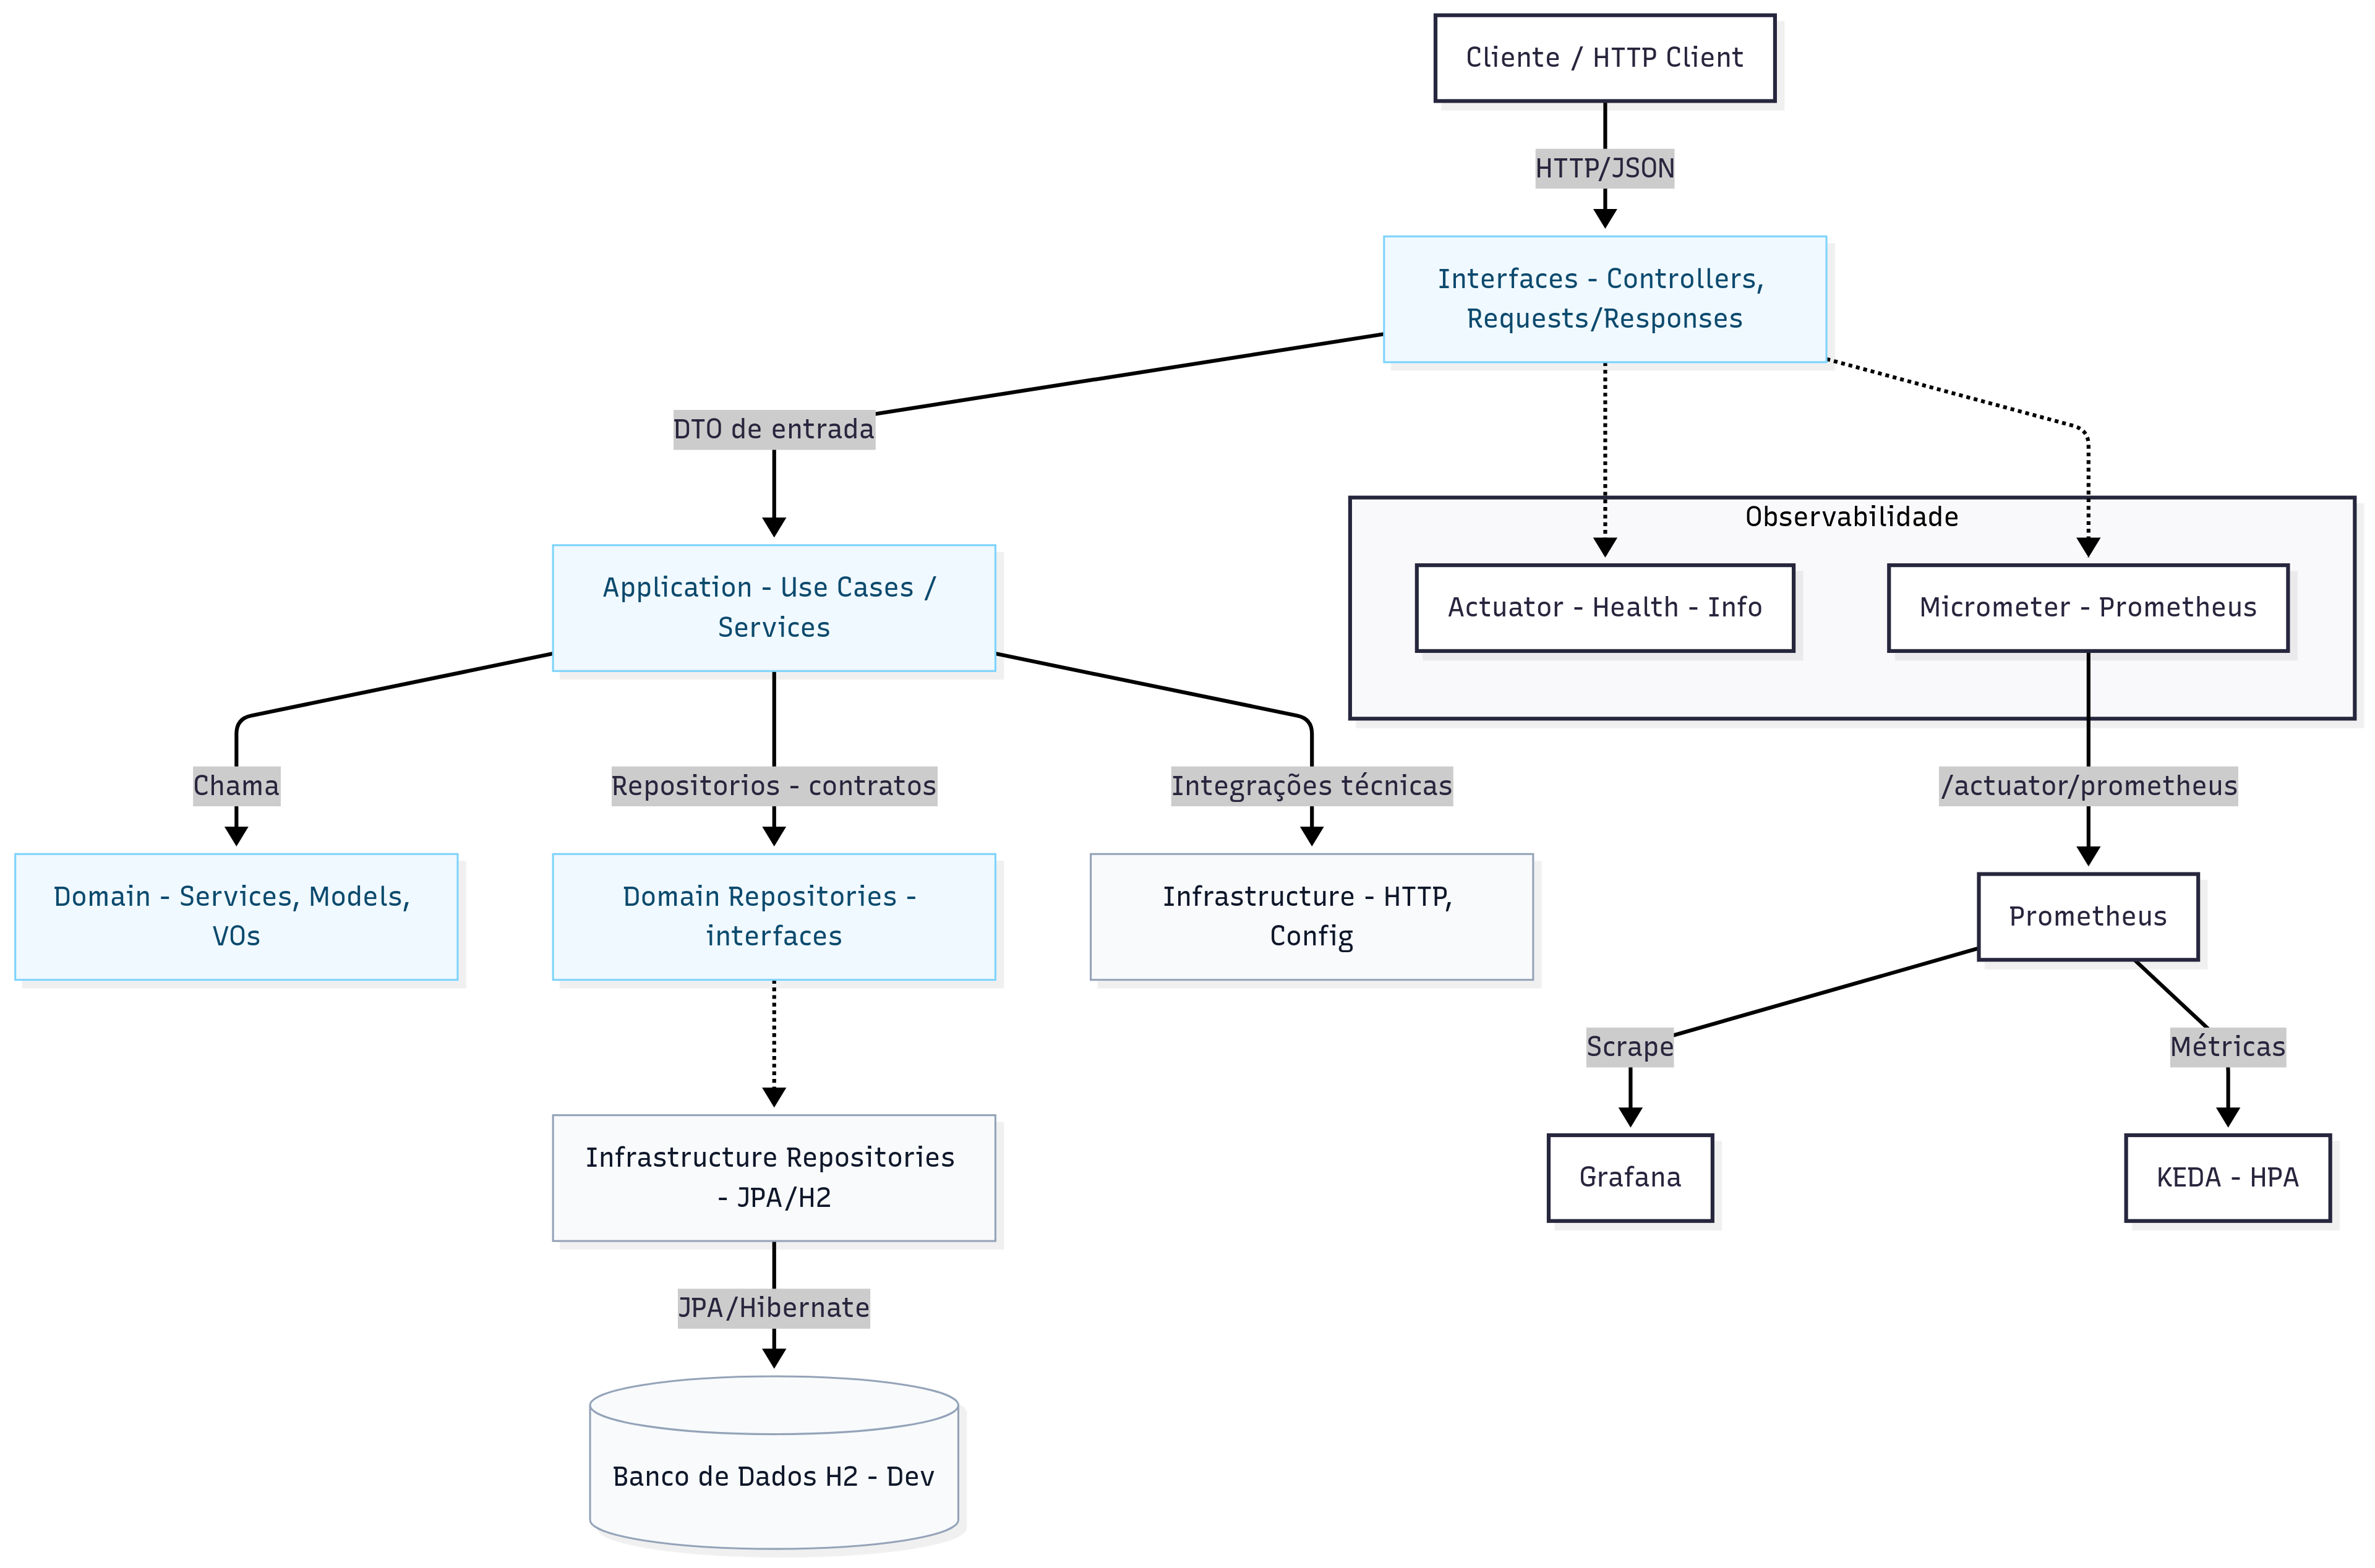 Cliente / HTTP Client
HTTP/JSON
Interfaces - Controllers,
Requests/Responses
DTO de entrada
Observabilidade
Application - Use Cases /
Services
Actuator - Health - Info
Micrometer - Prometheus
Chama
Repositorios - contratos
Integrações técnicas
/actuator/prometheus
Domain - Services, Models,
VOs
Domain Repositories -
interfaces
Infrastructure - HTTP,
Config
Prometheus
Scrape
Métricas
Infrastructure Repositories
- JPA/H2
Grafana
KEDA - HPA
JPA/Hibernate
Banco de Dados H2 - Dev